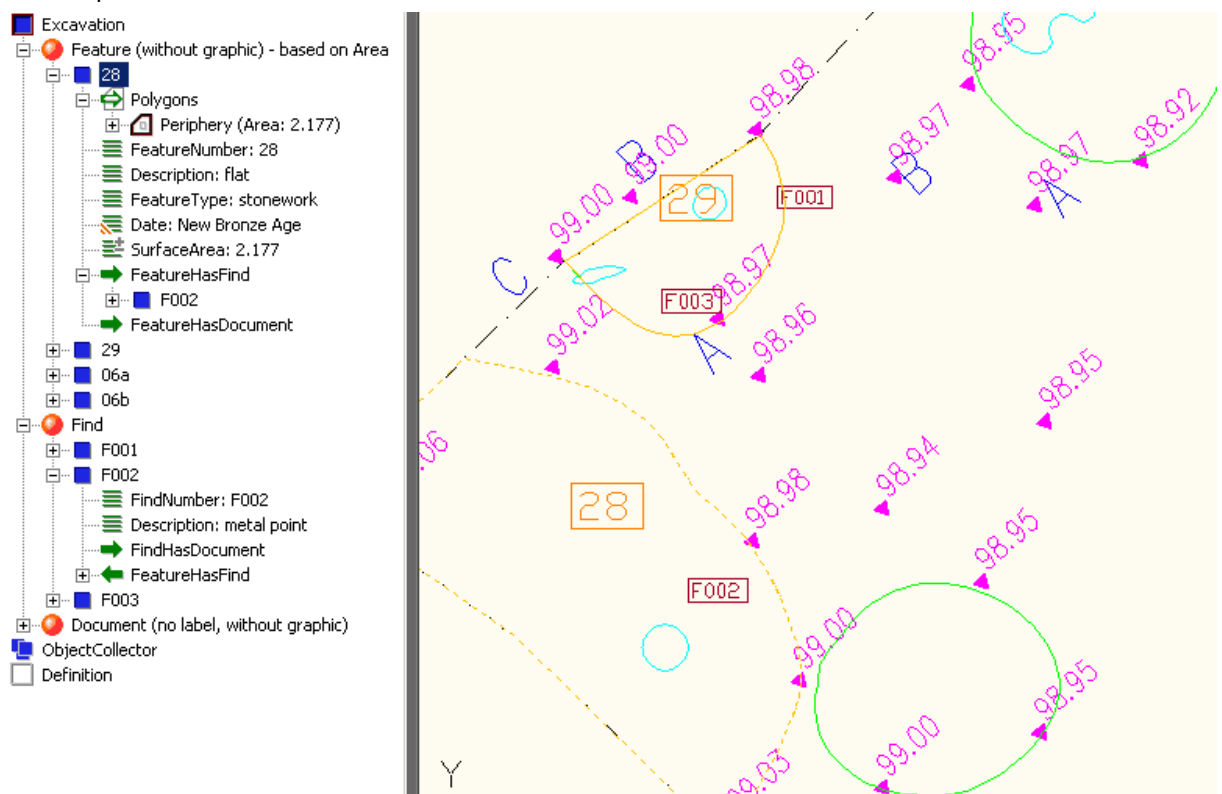 Excavation
Feature (without graphic) - based on Area
28
Polygons
Periphery (Area: 2.177)
FeatureNumber: 28
Description: flat
FeatureType: stonework
Date: New Bronze Age
SurfaceArea: 2.177
FeatureHasFind
F002
FeatureHasDocument
29
06a
06b
Find
F001
F002
FindNumber: F002
Description: metal point
FindHasDocument
FeatureHasFind
F003
Document (no label, without graphic)
ObjectCollector
Definition
98.95
98.98
98.92
98.97
B
99.00
B
98.97
A
29
F001
99.00
C
98.97
F003
99.02
A
98.96
98.95
.06
98.94
28
98.98
98.95
F002
99.00
98.95
99.00
99.03
Y